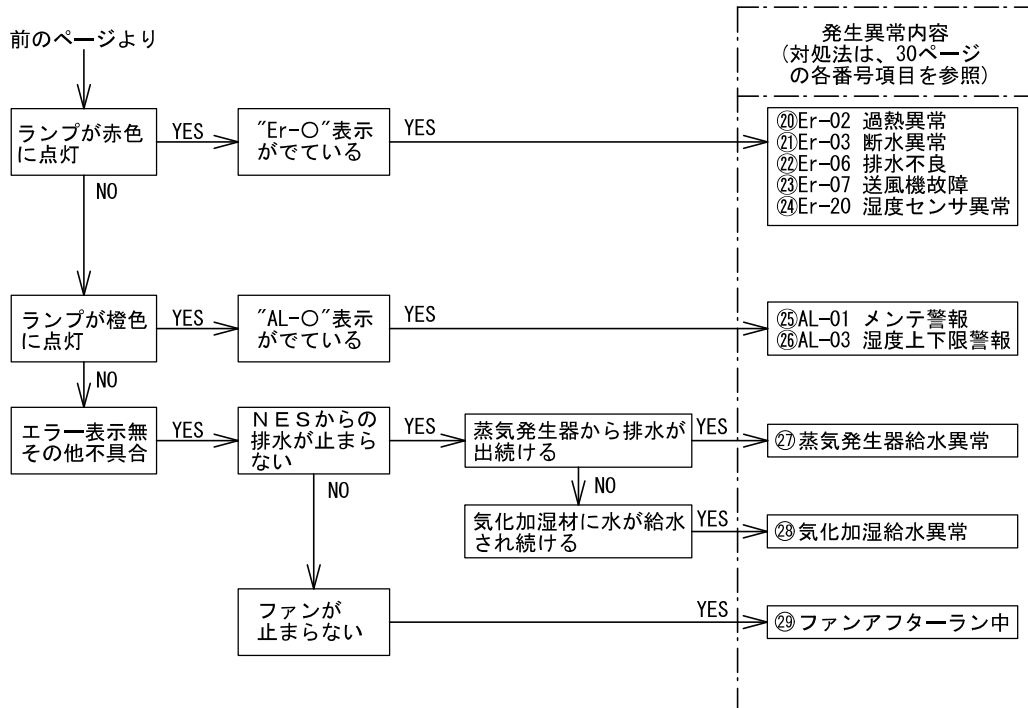 前のページより
発生異常内容
(対処法は、30ページ
の各番号項目を参照)
ランプが赤色
に点灯
YES
"Er-○"表示
がでている
YES
⑳Er-02 過熱異常
㉑Er-03 断水異常
㉒Er-06 排水不良
㉓Er-07 送風機故障
㉔Er-20 湿度センサ異常
NO
ランプが橙色
に点灯
YES
"AL-○"表示
がでている
YES
㉕AL-01 メンテ警報
㉖AL-03 湿度上下限警報
NO
エラー表示無
その他不具合
YES
ＮＥＳからの
排水が止まら
ない
YES
蒸気発生器から排水が
出続ける
YES
㉗蒸気発生器給水異常
NO
NO
気化加湿材に水が給水
され続ける
YES
㉘気化加湿給水異常
ファンが
止まらない
YES
㉙ファンアフターラン中